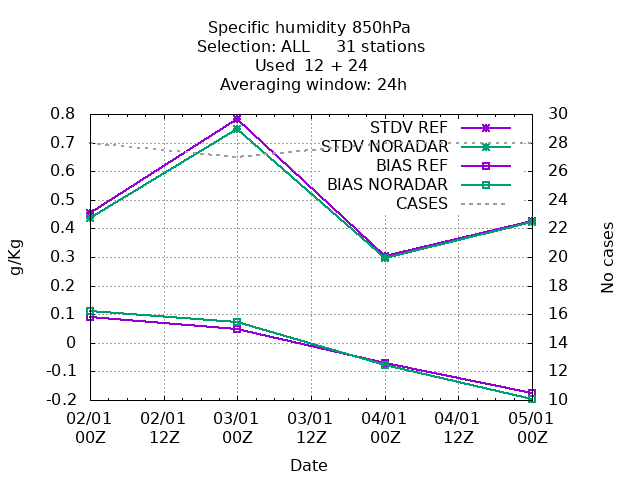 Specific humidity 850hPa
Selection: ALL     31 stations
Used  12 + 24
Averaging window: 24h
0.8
0.7
0.6
0.5
0.4
0.3
0.2
0.1
0
-0.1
-0.2
g/Kg
STDV REF
STDV NORADAR
BIAS REF
BIAS NORADAR
CASES
30
28
26
24
22
20
18
16
14
12
10
No cases
02/01 02/01 03/01 03/01 04/01 04/01 05/01
00Z 12Z 00Z 12Z 00Z 12Z 00Z
Date